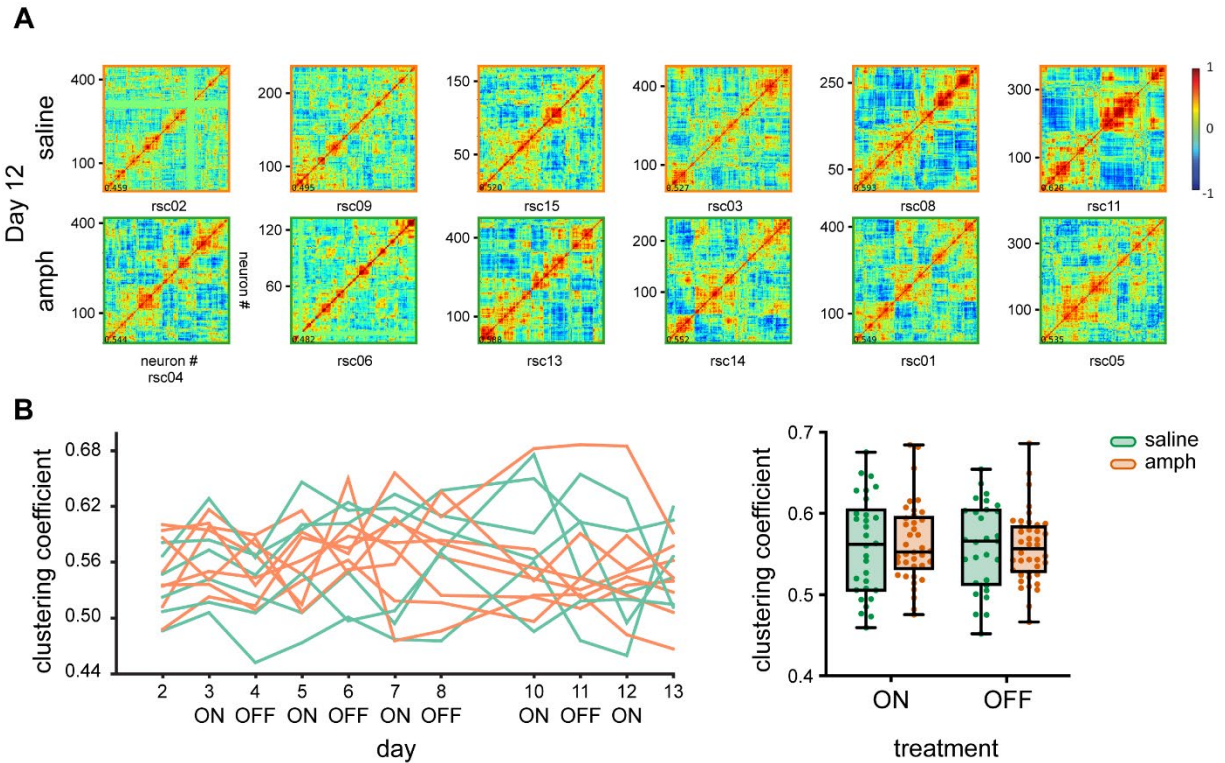 A
Day 12
saline
400
100
0.459
rsc02
200
100
0.495
rsc09
150
50
0.520
rsc15
400
100
0.527
rsc03
250
50
0.593
rsc08
300
100
0.628
rsc11
1
0
-1
amph
400
100
0.544
neuron #
rsc04
neuron #
120
60
0.482
rsc06
400
100
0.588
rsc13
200
100
0.552
rsc14
400
100
0.549
rsc01
300
100
0.535
rsc05
B
clustering coefficient
0.68
0.62
0.56
0.50
0.44
2 3 4 5 6 7 8 10 11 12 13
ON OFF ON OFF ON OFF ON OFF ON
day
clustering coefficient
0.7
0.6
0.5
0.4
ON OFF
treatment
saline
amph